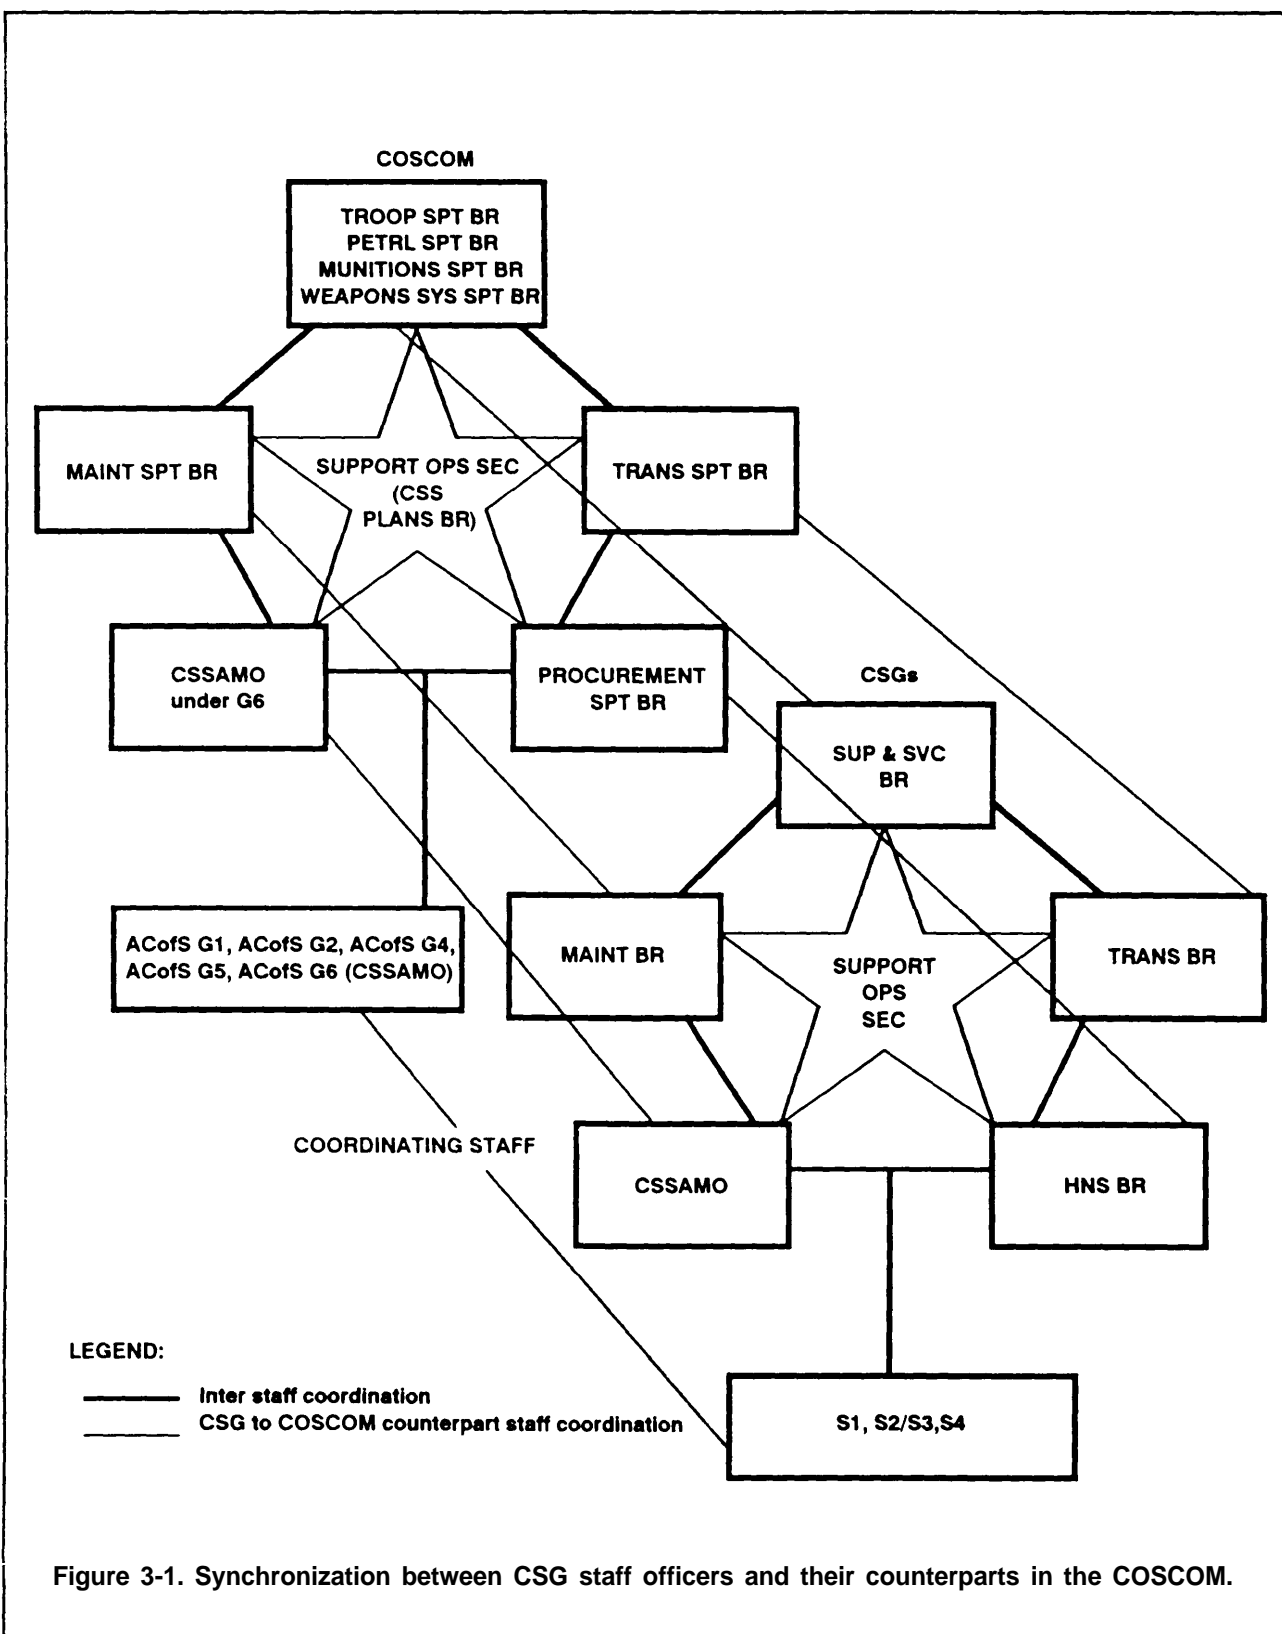 COSCOM
TROOP SPT BR
PETRL SPT BR
MUNITIONS SPT BR
WEAPONS SYS SPT BR
MAINT SPT BR
SUPPORT OPS SEC
(CSS
PLANS BR)
TRANS SPT BR
CSSAMO
under G6
PROCUREMENT
SPT BR
CSGs
SUP & SVC
BR
ACofS G1, ACofS G2, ACofS G4,
ACofS G5, ACofS G6 (CSSAMO)
MAINT BR
SUPPORT
OPS
SEC
TRANS BR
COORDINATING STAFF
CSSAMO
HNS BR
LEGEND:
Inter staff coordination
CSG to COSCOM counterpart staff coordination
S1, S2/S3,S4
Figure 3-1. Synchronization between CSG staff officers and their counterparts in the COSCOM.